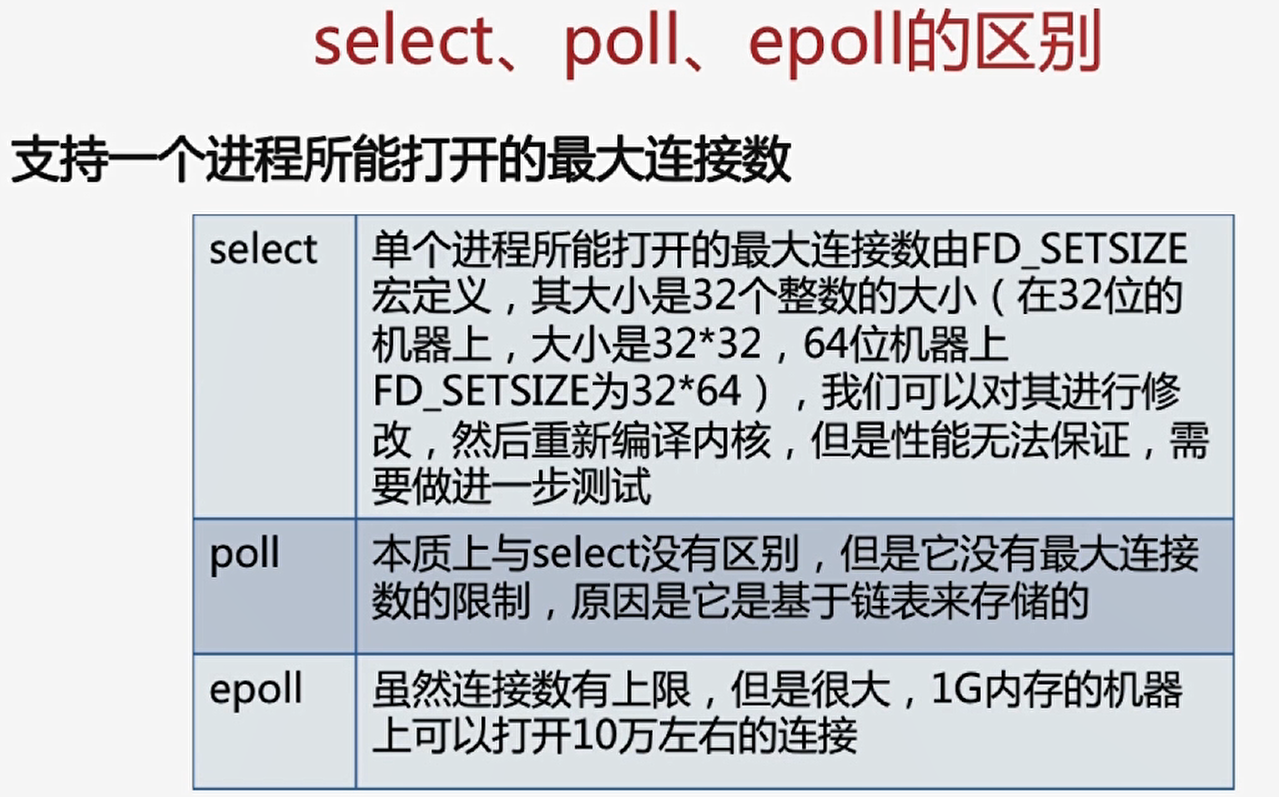 select、poll、epoll的区别
支持一个进程所能打开的最大连接数
select
单个进程所能打开的最大连接数由FD_SETSIZE
宏定义，其大小是32个整数的大小（在32位的
机器上，大小是32*32，64位机器上
FD_SETSIZE为32*64），我们可以对其进行修
改，然后重新编译内核，但是性能无法保证，需
要做进一步测试
poll
本质上与select没有区别，但是它没有最大连接
数的限制，原因是它是基于链表来存储的
epoll
虽然连接数有上限，但是很大，1G内存的机器
上可以打开10万左右的连接